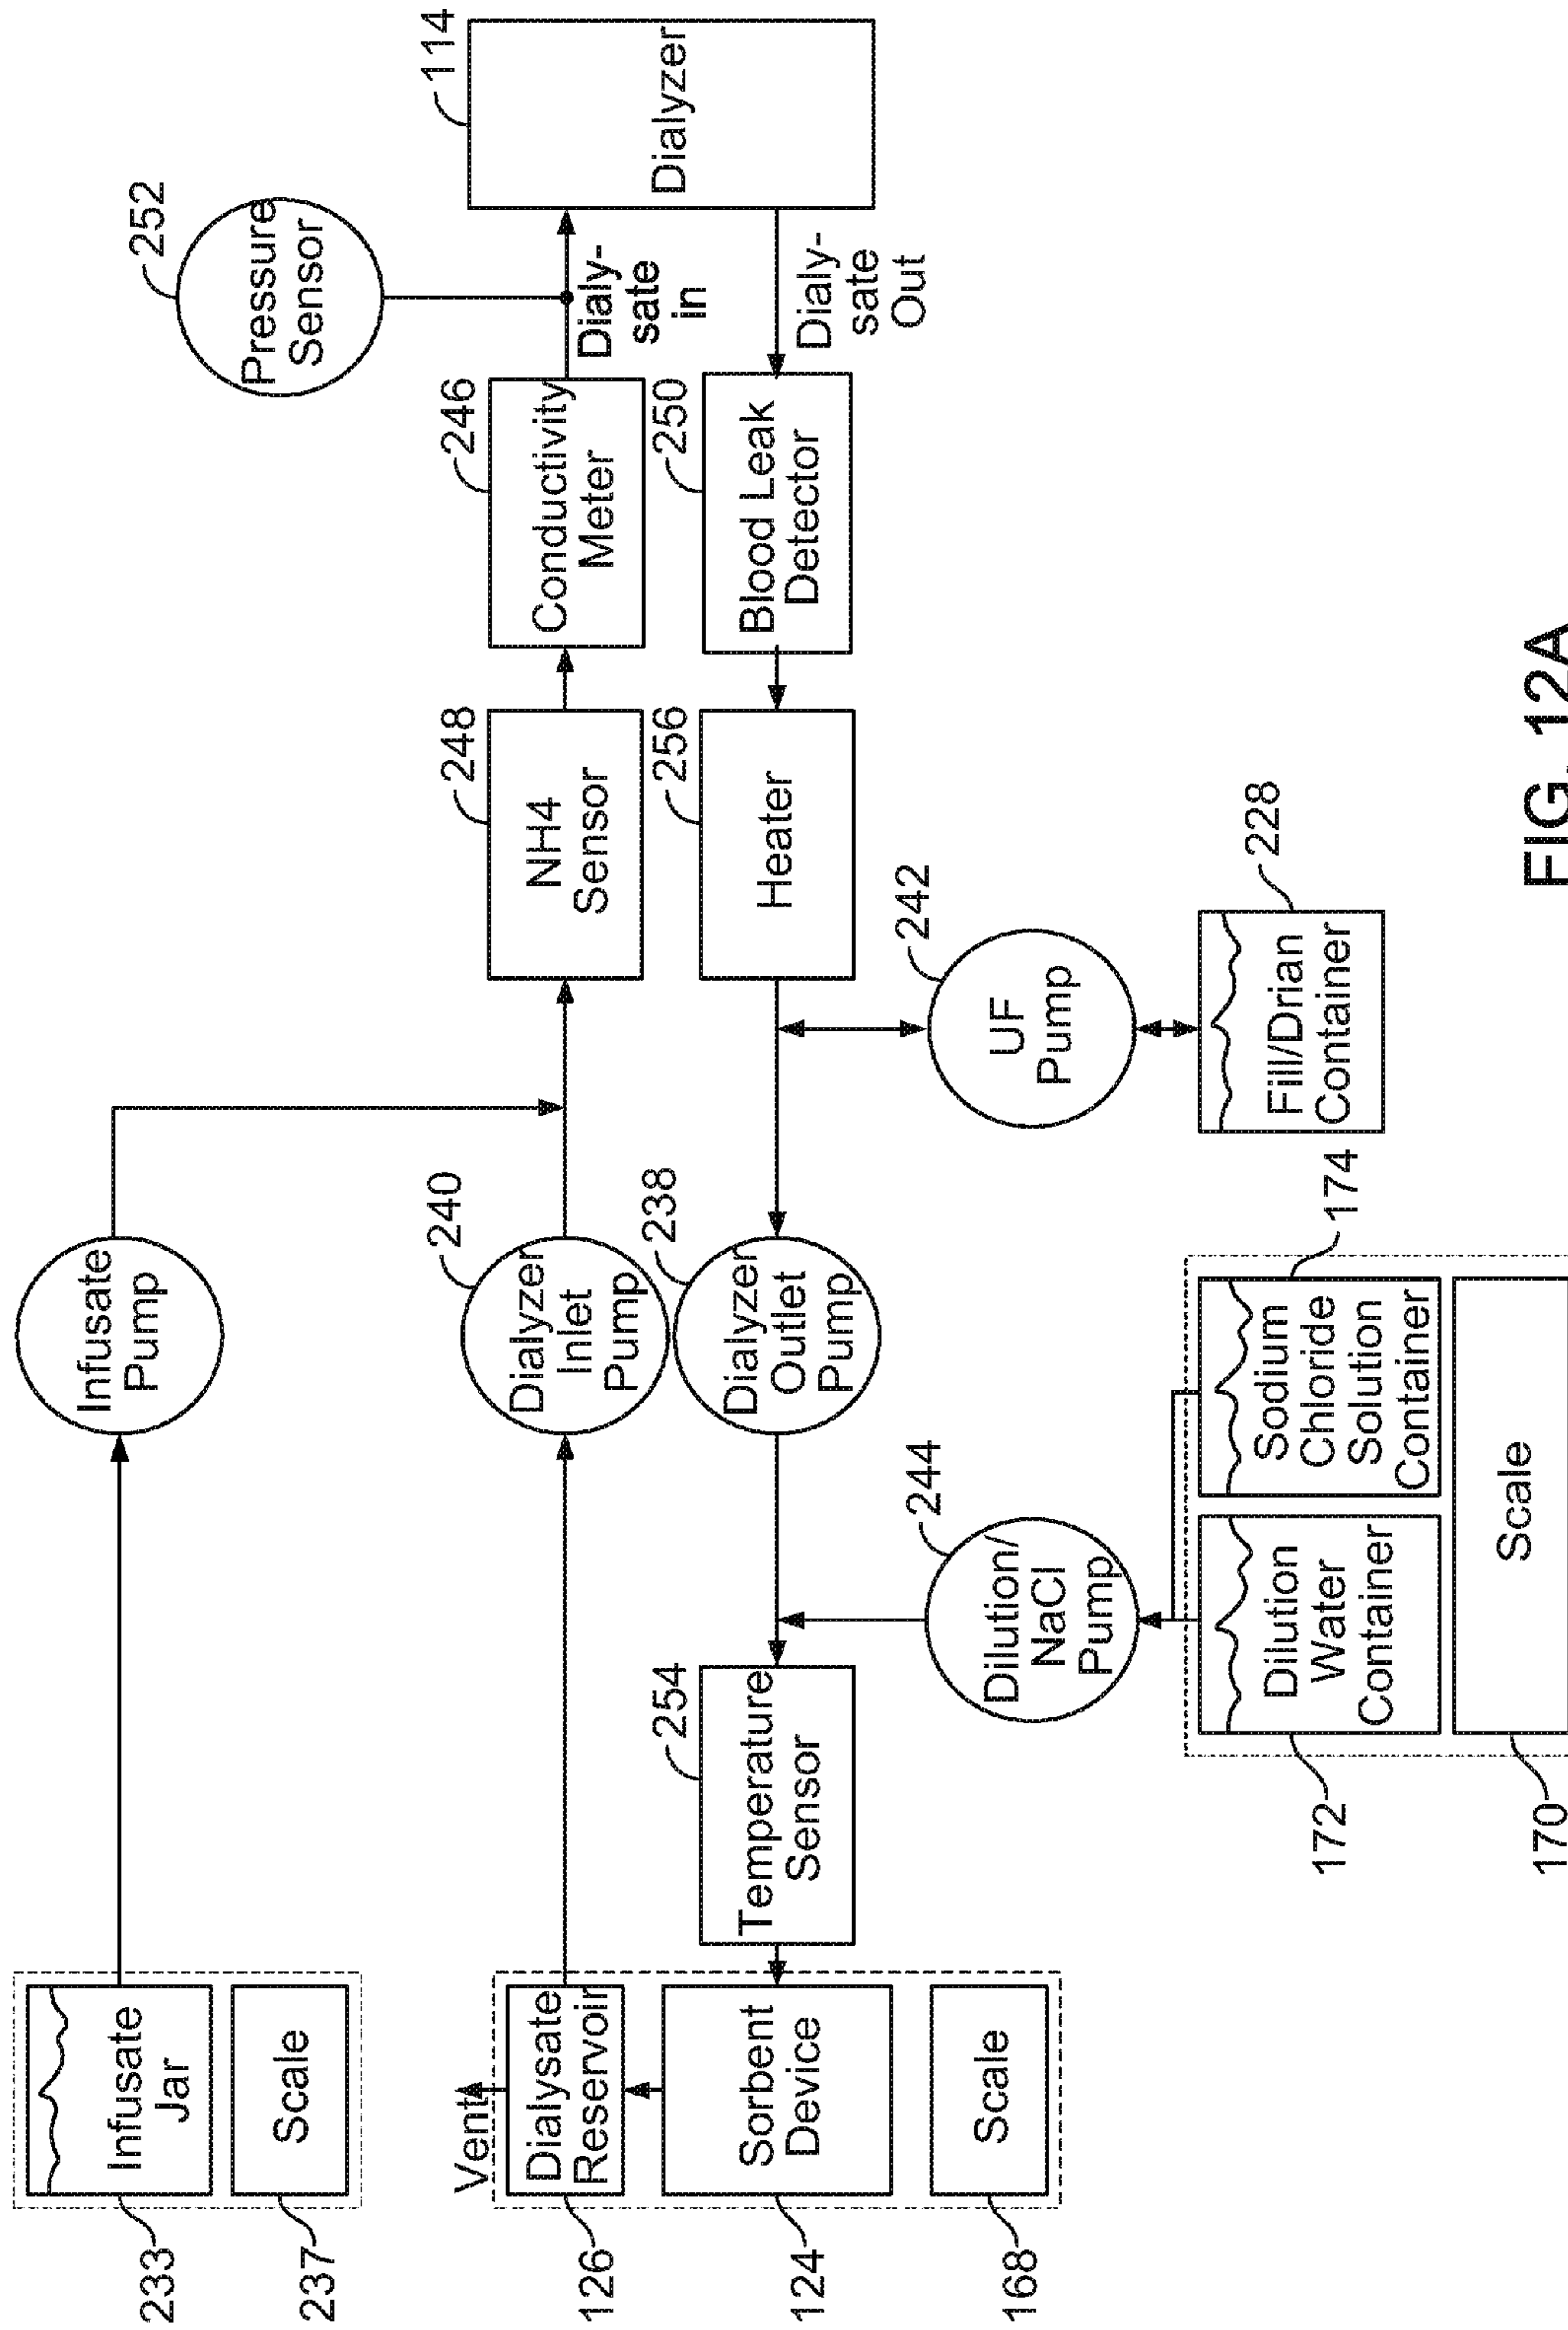 233
Infusate
Jar
237
Scale
Infusate
Pump
252
Pressure
Sensor
Vent
126
Dialysate
Reservoir
240
Dialyzer
Inlet
Pump
248
NH4
Sensor
246
Conductivity
Meter
Dialy-
sate
in
114
Dialyzer
124
Sorbent
Device
254
Temperature
Sensor
238
Dialyzer
Outlet
Pump
256
Heater
250
Blood Leak
Detector
Dialy-
sate
Out
168
Scale
244
Dilution/
NaCl
Pump
242
UF
Pump
172
Dilution
Water
Container
174
Sodium
Chloride
Solution
Container
228
Fill/Drian
Container
170
Scale
FIG. 12A